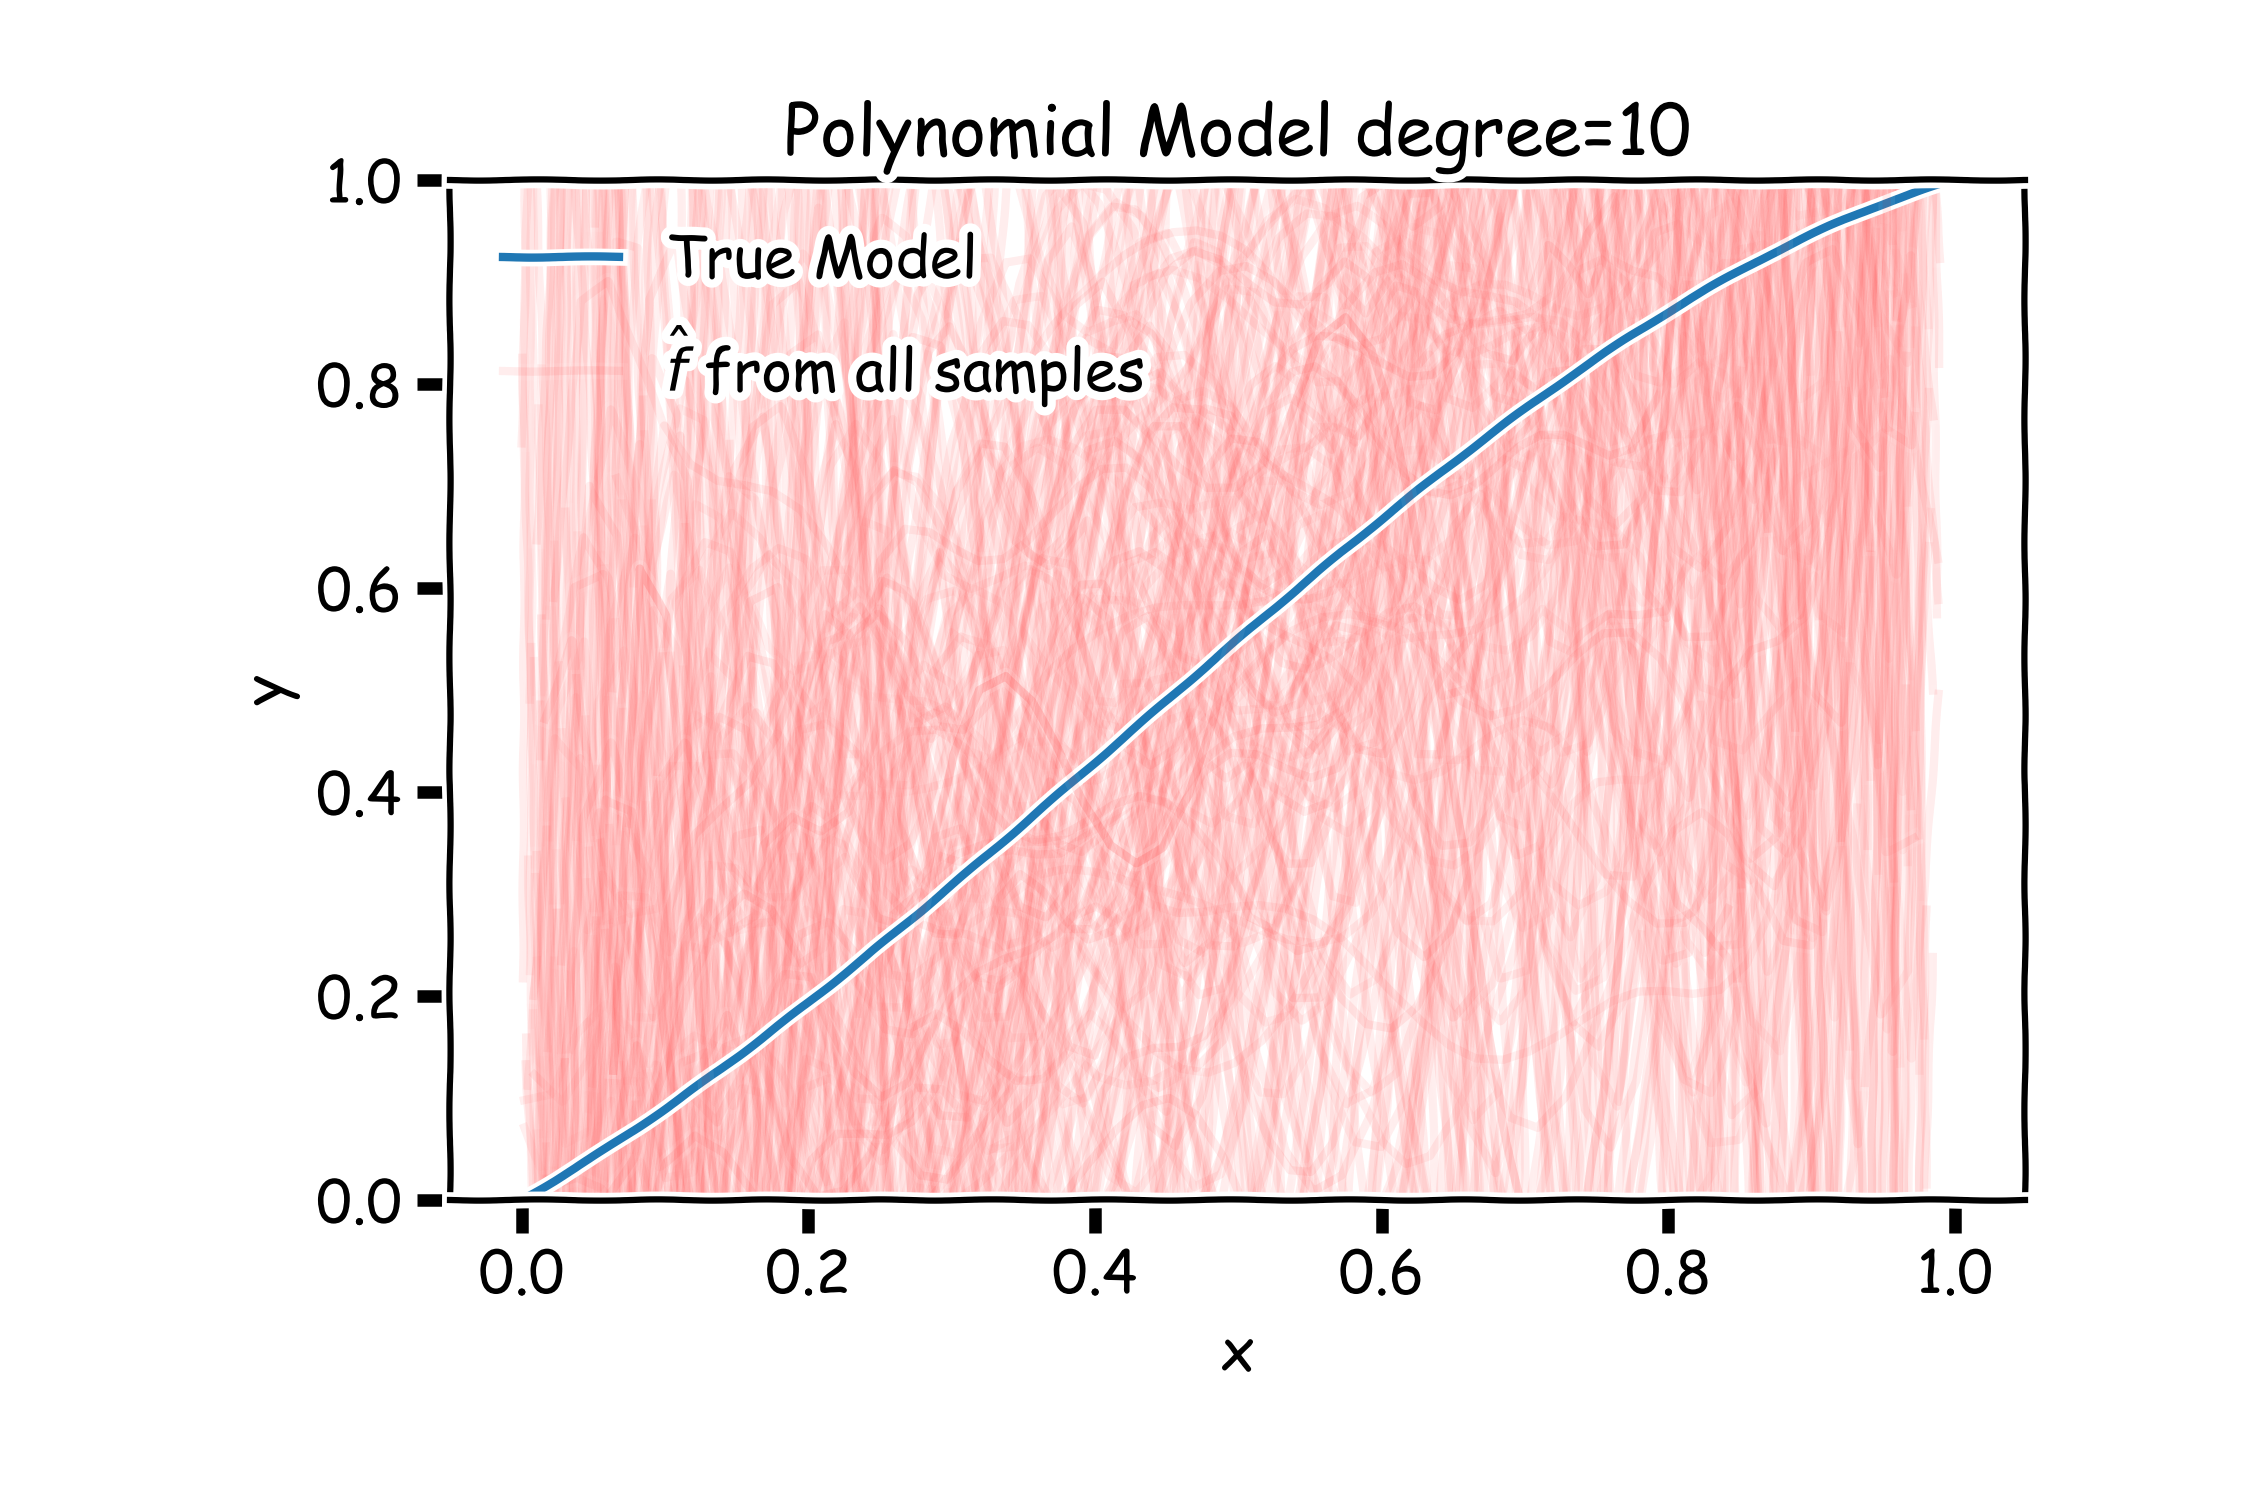 Polynomial Model degree=10
1.0
0.8
0.6
0.4
0.2
0.0
True Model
f̂ from all samples
y
0.0 0.2 0.4 0.6 0.8 1.0
x